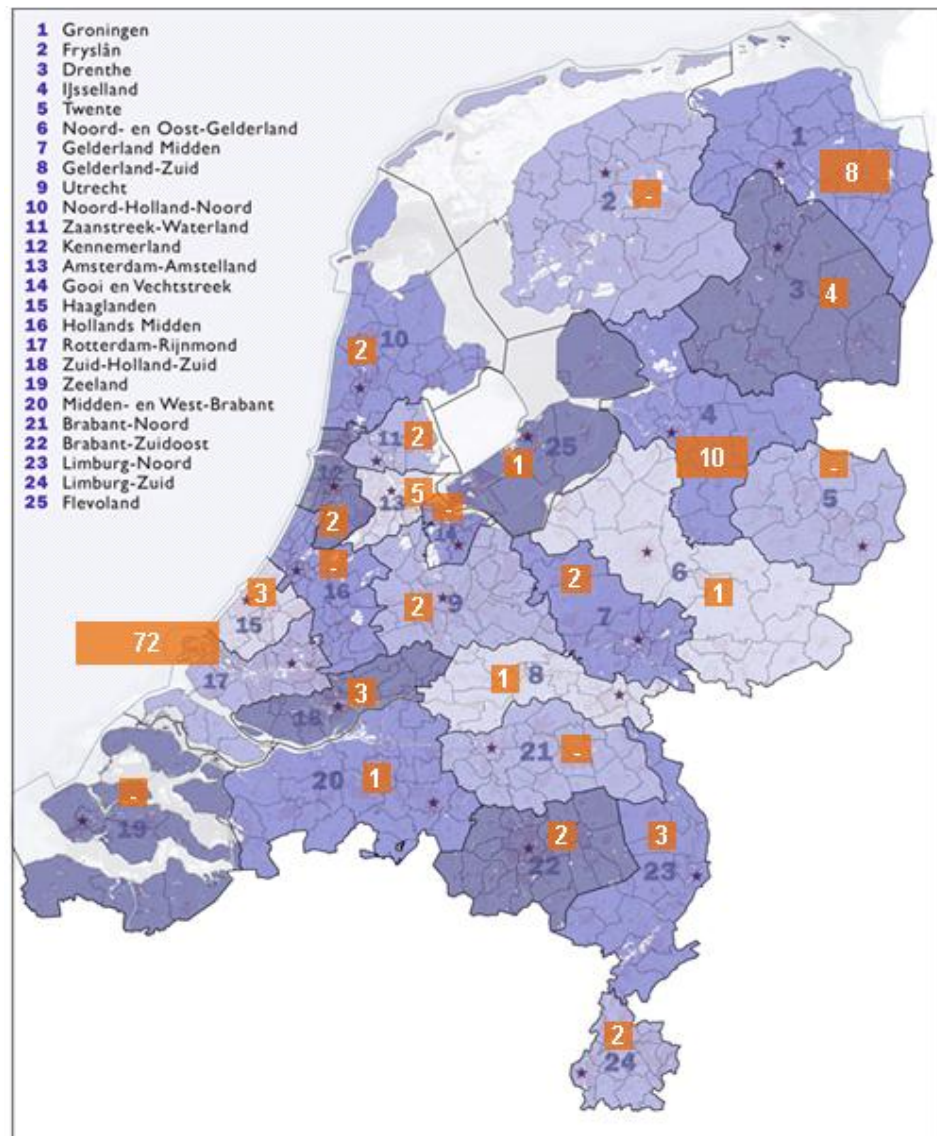 1 Groningen
2 Fryslân
3 Drenthe
4 IJsselland
5 Twente
6 Noord- en Oost-Gelderland
7 Gelderland Midden
8 Gelderland-Zuid
9 Utrecht
10 Noord-Holland-Noord
11 Zaanstreek-Waterland
12 Kennemerland
13 Amsterdam-Amstelland
14 Gooi en Vechtstreek
15 Haaglanden
16 Hollands Midden
17 Rotterdam-Rijnmond
18 Zuid-Holland-Zuid
19 Zeeland
20 Midden- en West-Brabant
21 Brabant-Noord
22 Brabant-Zuidoost
23 Limburg-Noord
24 Limburg-Zuid
25 Flevoland
1
8
2
-
3
4
10
2
4
11
2
25
1
10
-
5
12
13
5
-
14
2
16
-
9
2
7
2
6
1
15
3
72
17
8
1
18
3
21
-
20
1
19
-
22
2
23
3
24
2